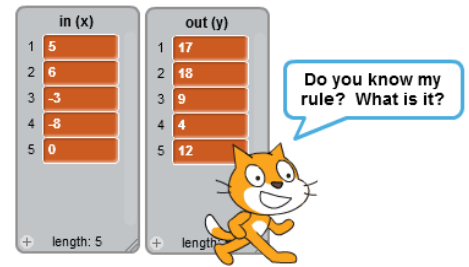 in (x)
1 5
2 6
3 -3
4 -8
5 0
+ length: 5
out (y)
1 17
2 18
3 9
4 4
5 12
+ length:
Do you know my
rule? What is it?